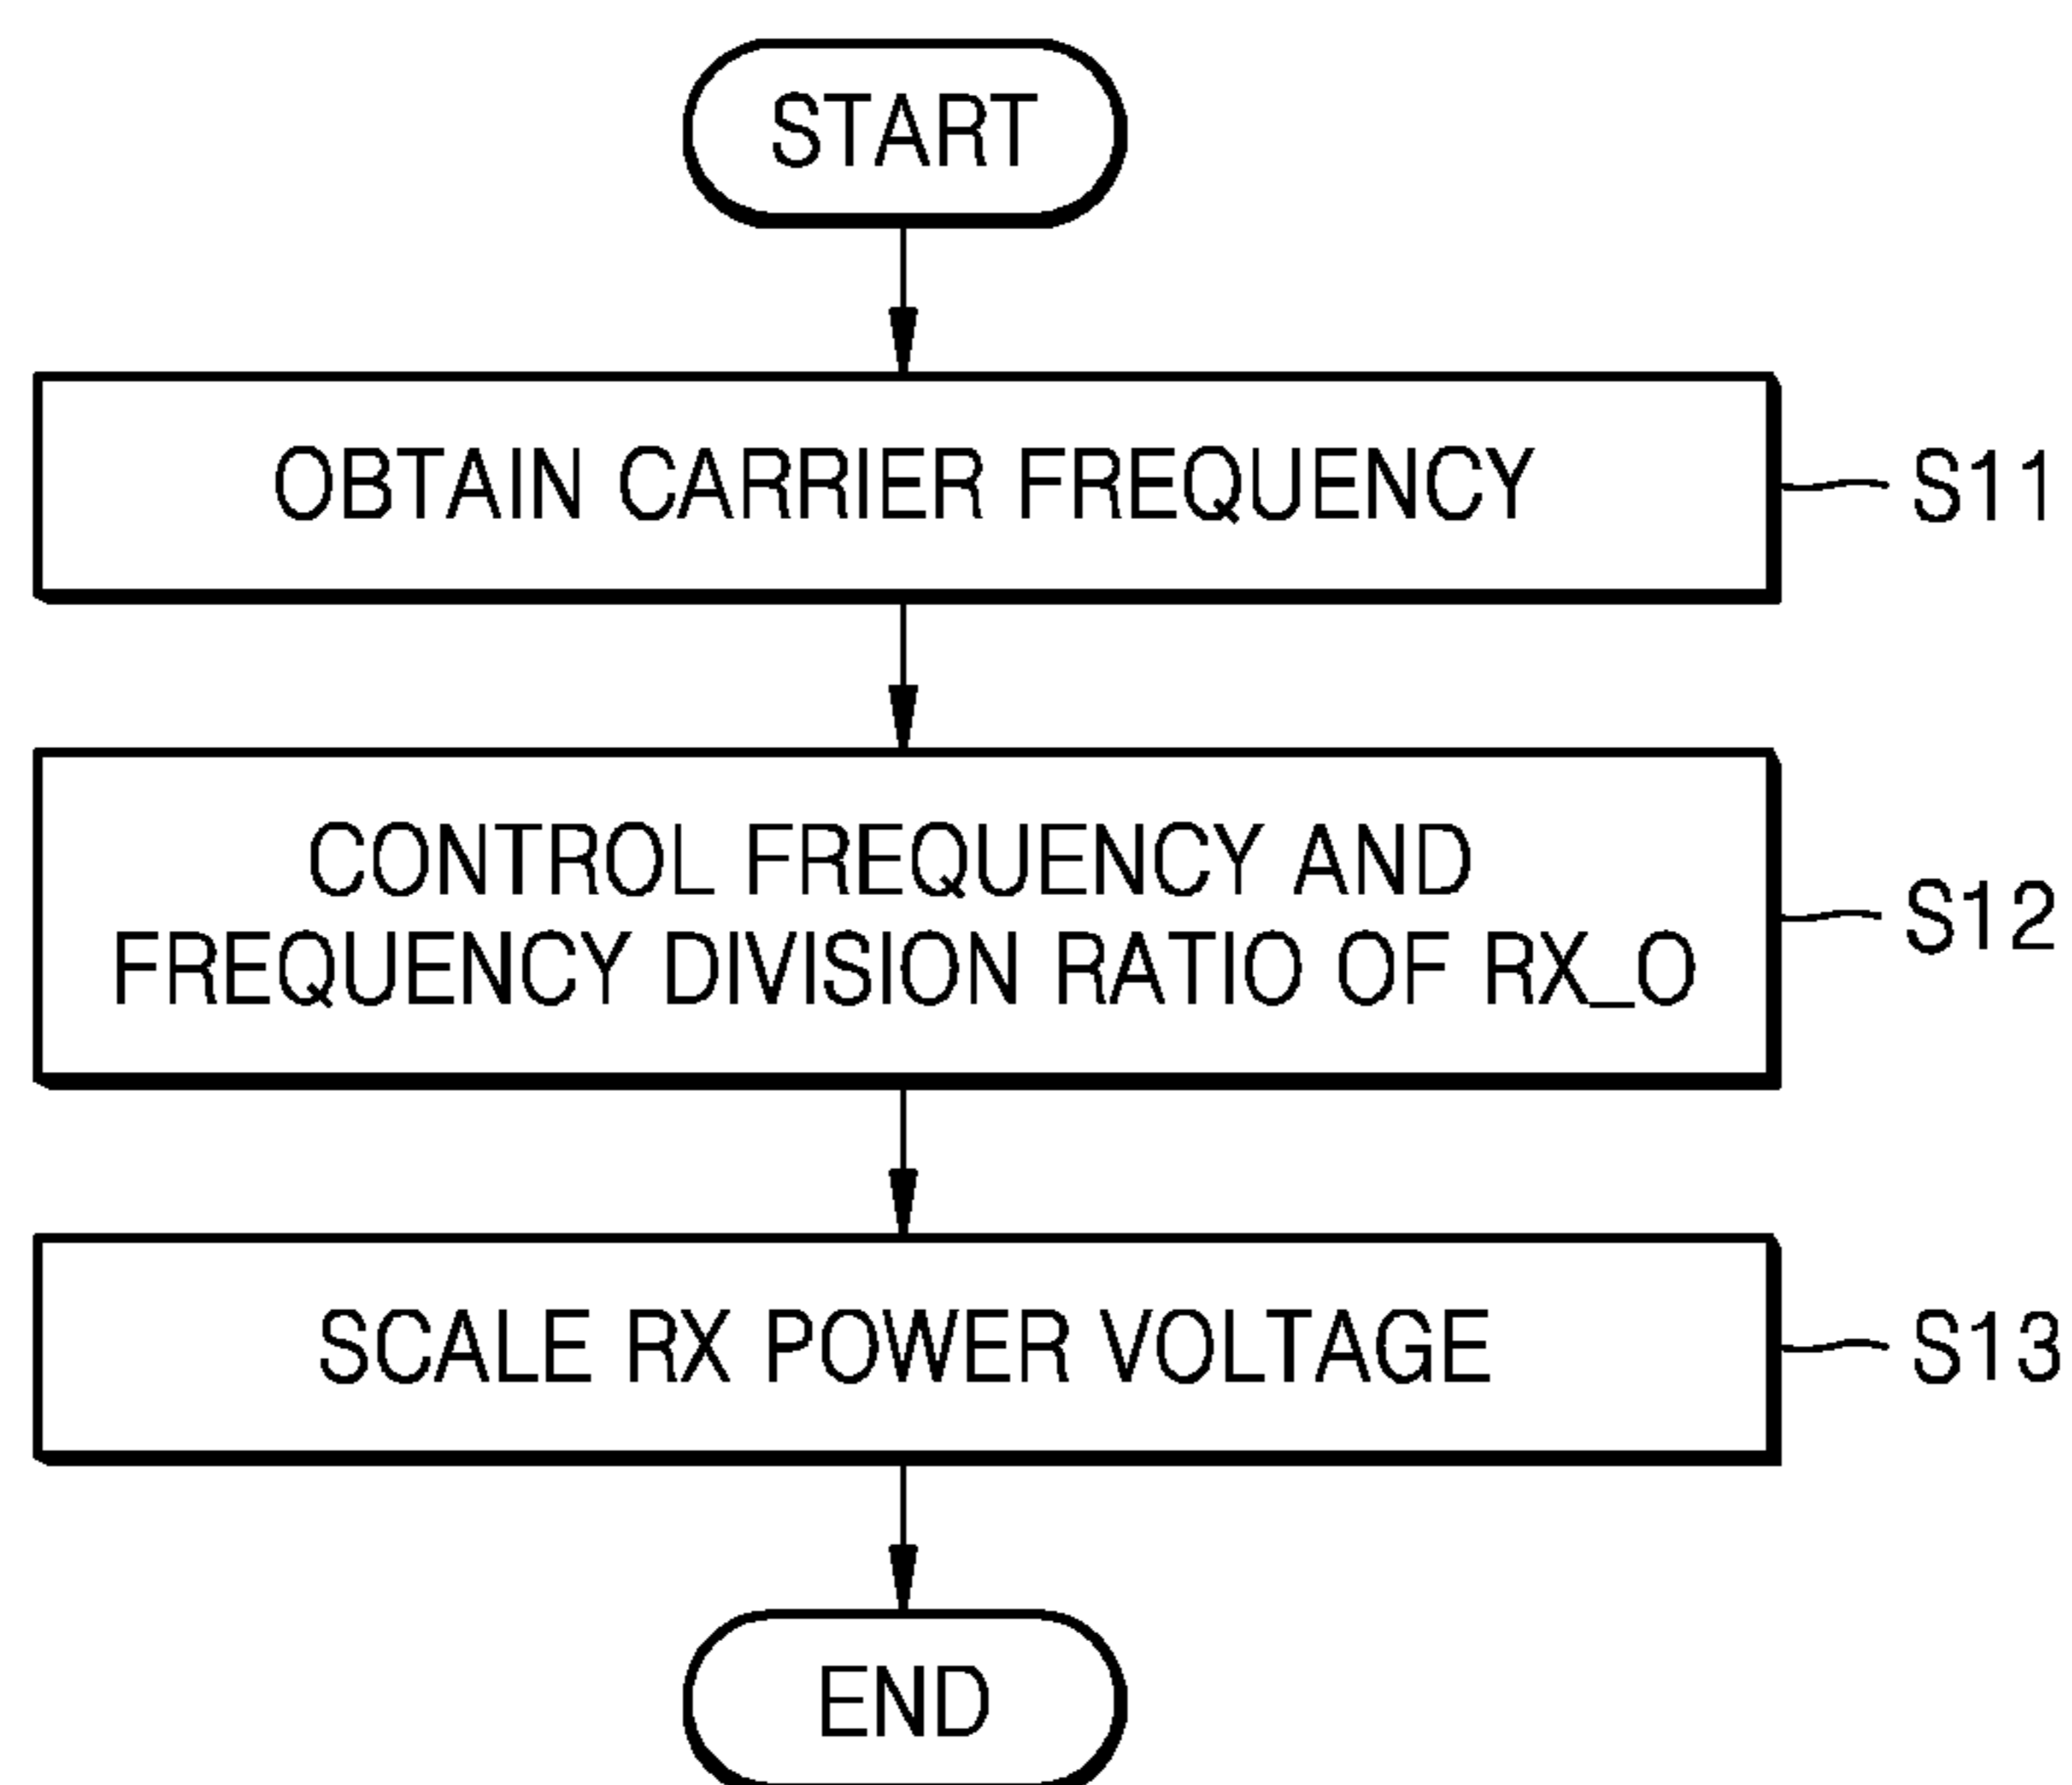 START
OBTAIN CARRIER FREQUENCY
S11
CONTROL FREQUENCY AND
FREQUENCY DIVISION RATIO OF RX_O
S12
SCALE RX POWER VOLTAGE
S13
END